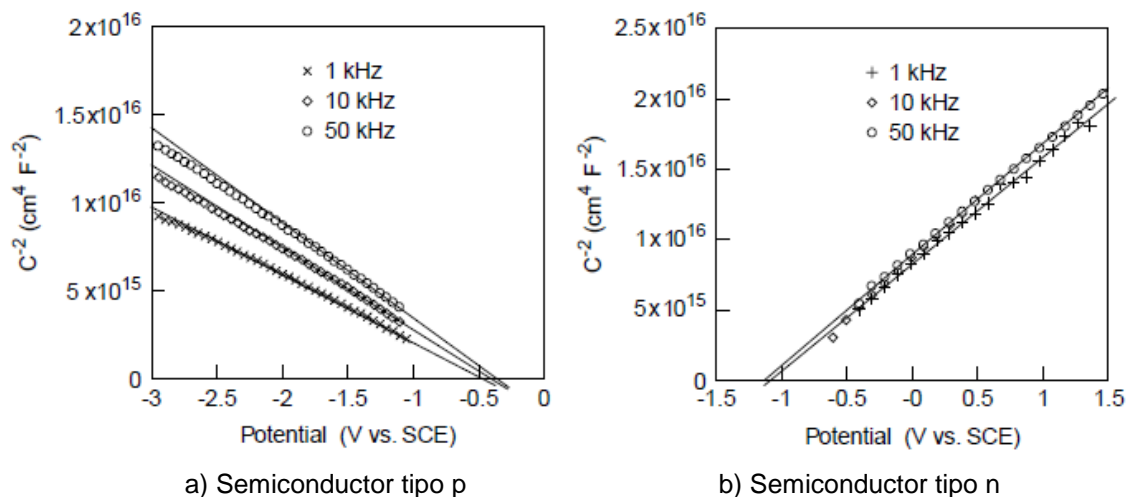 2x10^16
1.5x10^16
1x10^16
5x10^15
0
C^-2 (cm^4 F^-2)
× 1 kHz
◇ 10 kHz
○ 50 kHz
-3 -2.5 -2 -1.5 -1 -0.5 0
Potential (V vs. SCE)
a) Semiconductor tipo p
2.5x10^16
2x10^16
1.5x10^16
1x10^16
5x10^15
0
C^-2 (cm^4 F^-2)
+ 1 kHz
◇ 10 kHz
○ 50 kHz
-1.5 -1 -0.5 -0 0.5 1 1.5
Potential (V vs. SCE)
b) Semiconductor tipo n